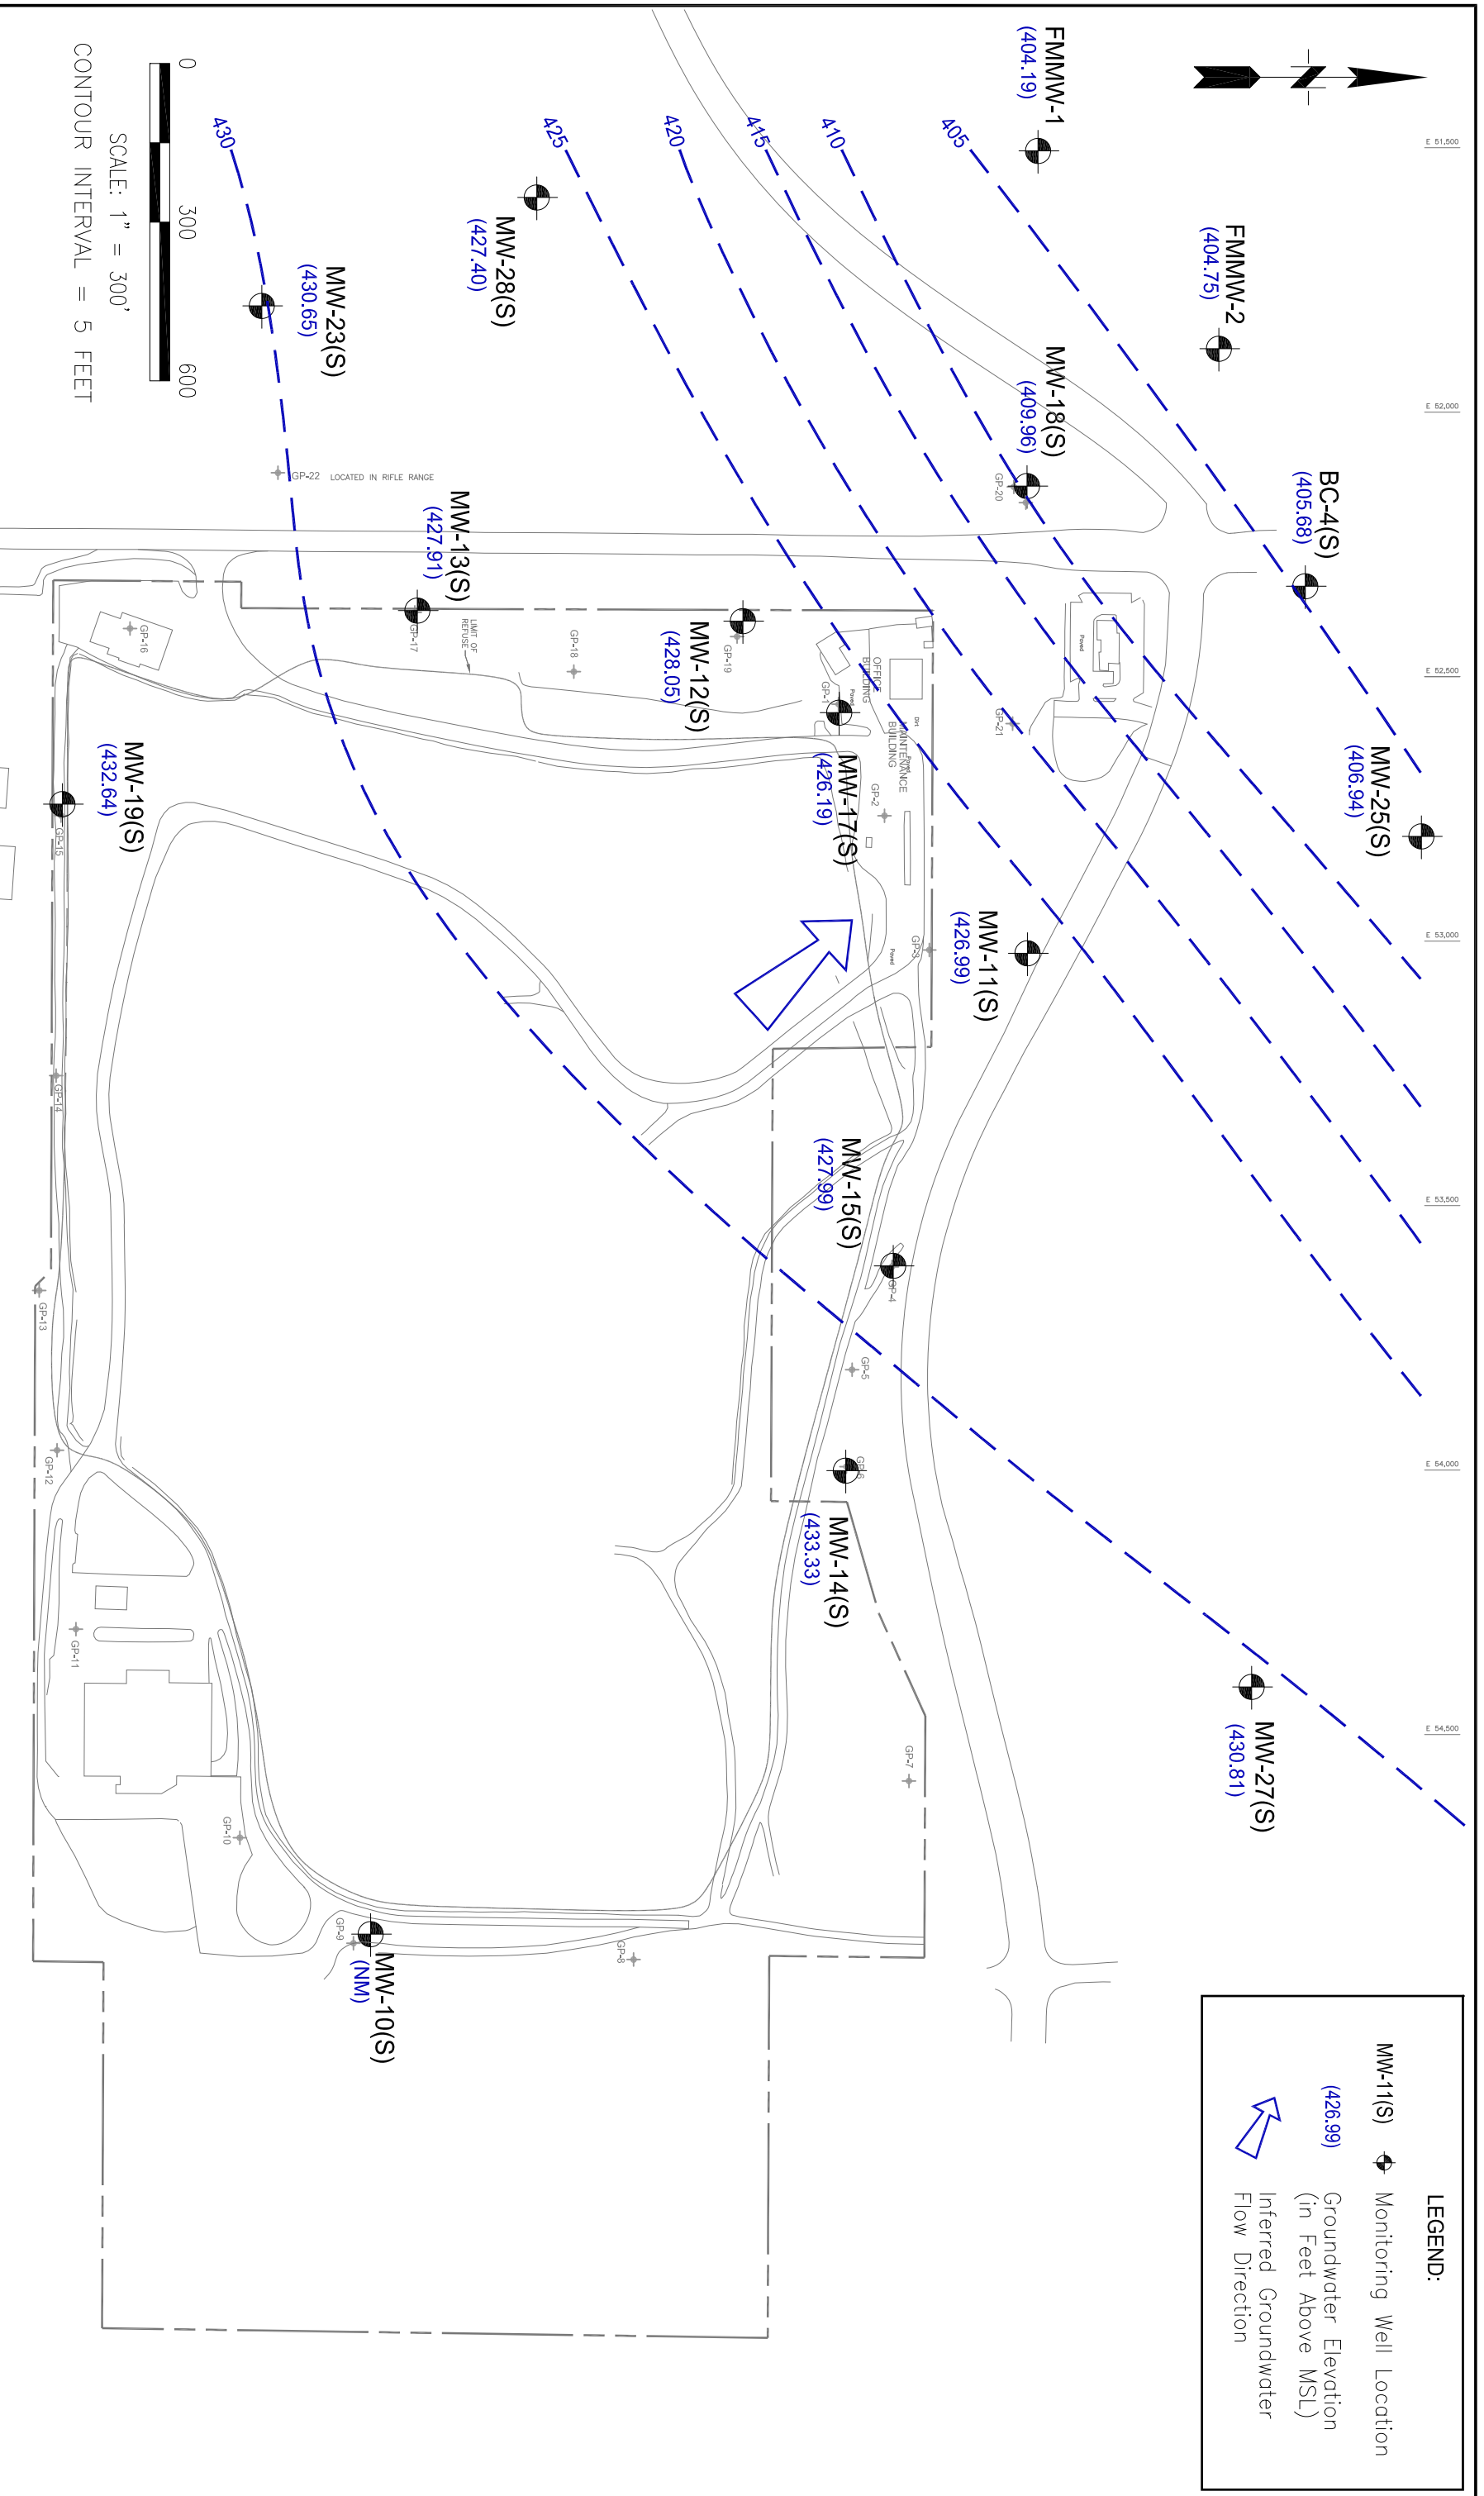 E 51,500
E 52,000
E 52,500
E 53,000
E 53,500
E 54,000
E 54,500
N
LEGEND:
MW-11(S)
Monitoring Well Location
(426.99)
Groundwater Elevation
(in Feet Above MSL)
Inferred Groundwater
Flow Direction
FMMW-1
(404.19)
FMMW-2
(404.75)
BC-4(S)
(405.68)
MW-25(S)
(406.94)
MW-27(S)
(430.81)
MW-18(S)
(409.96)
GP-20
GP-21
Paved
405
410
415
420
425
430
MW-11(S)
(426.99)
OFFICE
BUILDING
MAINTENANCE
BUILDING
Dirt
Paved
Paved
Paved
GP-1
GP-2
GP-3
MW-17(S)
(426.19)
MW-15(S)
(427.99)
GP-4
GP-5
GP-6
MW-14(S)
(433.33)
GP-7
MW-12(S)
(428.05)
GP-19
GP-18
LIMIT OF
REFUSE
MW-28(S)
(427.40)
MW-13(S)
(427.91)
GP-17
GP-8
GP-9
MW-10(S)
(NM)
MW-23(S)
(430.65)
GP-22 LOCATED IN RIFLE RANGE
GP-10
GP-16
MW-19(S)
(432.64)
GP-15
GP-14
GP-13
GP-12
GP-11
0 300 600
SCALE: 1" = 300'
CONTOUR INTERVAL = 5 FEET